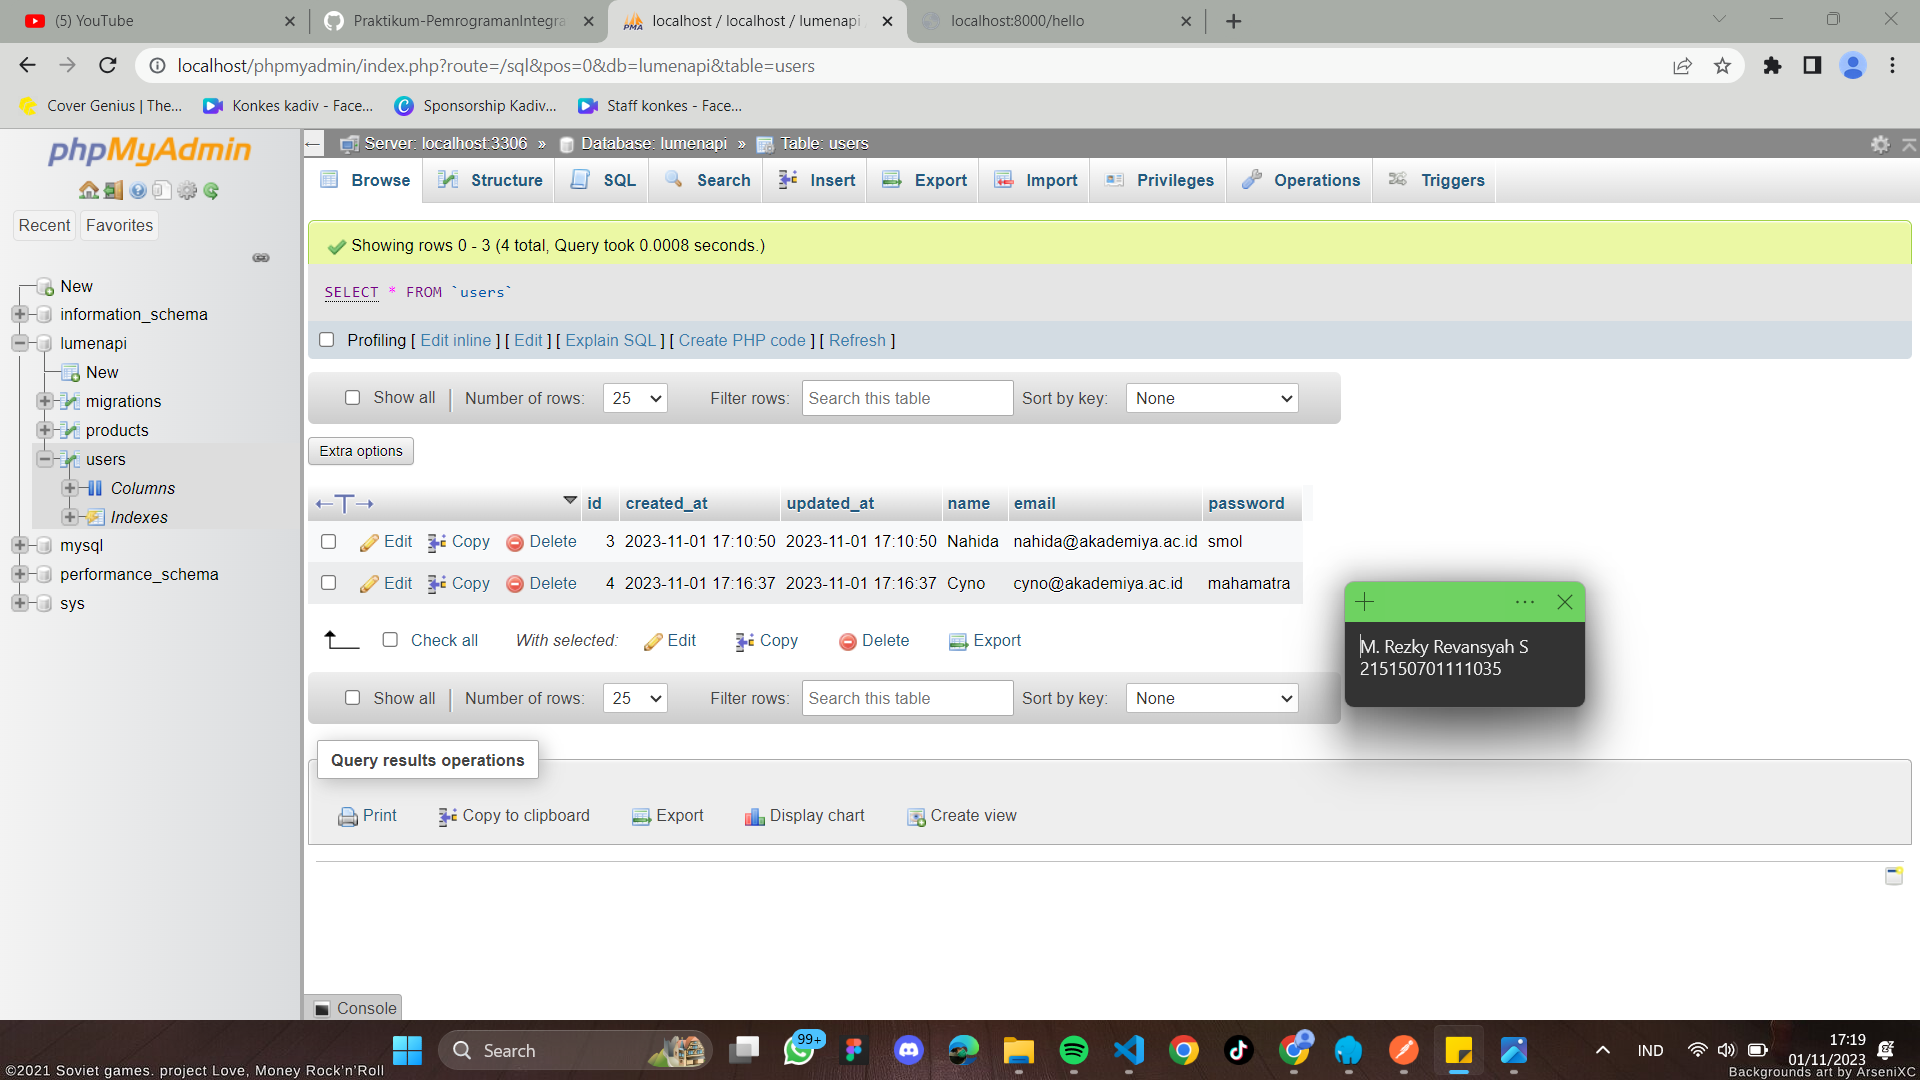 (5) YouTube
Praktikum-PemrogramanIntegra
localhost / localhost / lumenapi
localhost:8000/hello
localhost/phpmyadmin/index.php?route=/sql&pos=0&db=lumenapi&table=users
Cover Genius | The...
Konkes kadiv - Face...
Sponsorship Kadiv...
Staff konkes - Face...
phpMyAdmin
Recent
Favorites
New
information_schema
lumenapi
New
migrations
products
users
Columns
Indexes
mysql
performance_schema
sys
Server: localhost:3306 » Database: lumenapi » Table: users
Browse Structure SQL Search Insert Export Import Privileges Operations Triggers
Showing rows 0 - 3 (4 total, Query took 0.0008 seconds.)
SELECT * FROM `users`
Profiling [ Edit inline ] [ Edit ] [ Explain SQL ] [ Create PHP code ] [ Refresh ]
Show all Number of rows: 25 Filter rows: Search this table Sort by key: None
Extra options
id created_at updated_at name email password
Edit Copy Delete 3 2023-11-01 17:10:50 2023-11-01 17:10:50 Nahida nahida@akademiya.ac.id smol
Edit Copy Delete 4 2023-11-01 17:16:37 2023-11-01 17:16:37 Cyno cyno@akademiya.ac.id mahamatra
Check all With selected: Edit Copy Delete Export
Show all Number of rows: 25 Filter rows: Search this table Sort by key: None
M. Rezky Revansyah S
215150701111035
Query results operations
Print Copy to clipboard Export Display chart Create view
Console
Search
99+
IND
17:19
01/11/2023
©2021 Soviet games. project Love, Money Rock'n'Roll
Backgrounds art by ArseniXC